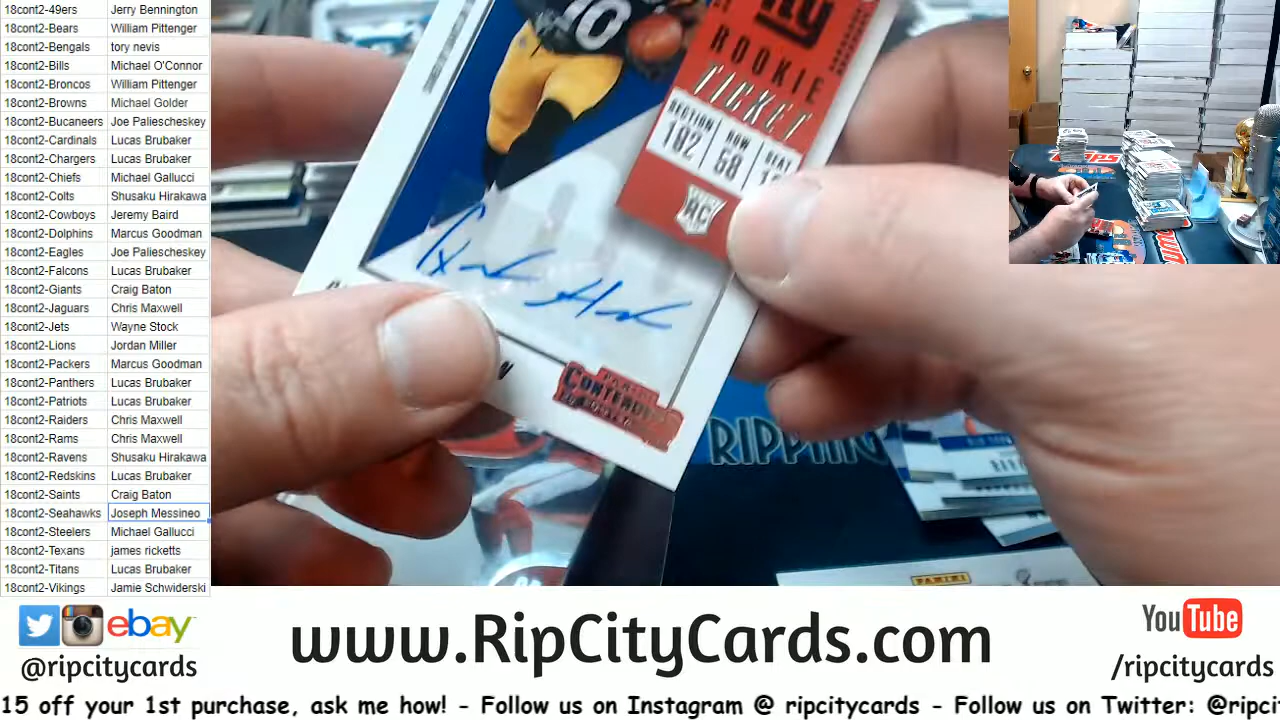 18cont2-49ers Jerry Bennington
18cont2-Bears William Pittenger
18cont2-Bengals tory nevis
18cont2-Bills Michael O'Connor
18cont2-Broncos William Pittenger
18cont2-Browns Michael Golder
18cont2-Bucaneers Joe Paliescheskey
18cont2-Cardinals Lucas Brubaker
18cont2-Chargers Lucas Brubaker
18cont2-Chiefs Michael Gallucci
18cont2-Colts Shusaku Hirakawa
18cont2-Cowboys Jeremy Baird
18cont2-Dolphins Marcus Goodman
18cont2-Eagles Joe Paliescheskey
18cont2-Falcons Lucas Brubaker
18cont2-Giants Craig Baton
18cont2-Jaguars Chris Maxwell
18cont2-Jets Wayne Stock
18cont2-Lions Jordan Miller
18cont2-Packers Marcus Goodman
18cont2-Panthers Lucas Brubaker
18cont2-Patriots Lucas Brubaker
18cont2-Raiders Chris Maxwell
18cont2-Rams Chris Maxwell
18cont2-Ravens Shusaku Hirakawa
18cont2-Redskins Lucas Brubaker
18cont2-Saints Craig Baton
18cont2-Seahawks Joseph Messineo
18cont2-Steelers Michael Gallucci
18cont2-Texans james ricketts
18cont2-Titans Lucas Brubaker
18cont2-Vikings Jamie Schwiderski
ROOKIE
TICKET
SECTION ROW SEAT
182 58
RC
PANINI
CONTENDERS
RIPPING
PANINI
ebay
@ripcitycards
www.RipCityCards.com
YouTube
/ripcitycards
15 off your 1st purchase, ask me how! - Follow us on Instagram @ ripcitycards - Follow us on Twitter: @ripci